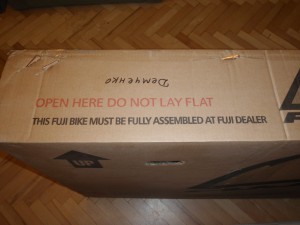 Демченко
OPEN HERE DO NOT LAY FLAT
THIS FUJI BIKE MUST BE FULLY ASSEMBLED AT FUJI DEALER
UP